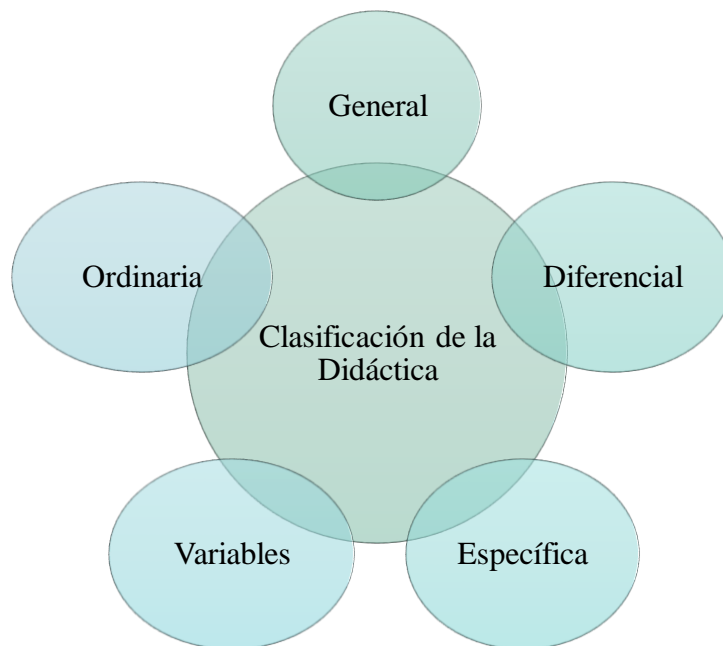 General
Ordinaria
Diferencial
Clasificación de la
Didáctica
Variables
Específica